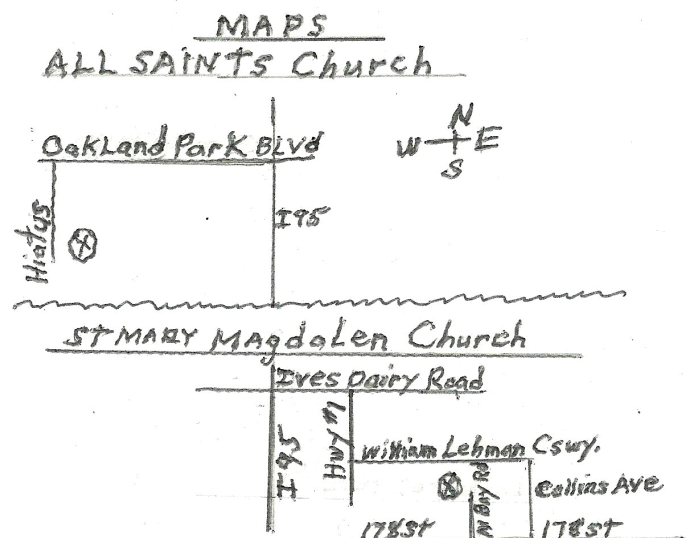 MAPS
ALL SAINTS Church
Oakland Park BLVd
N
W E
S
Hiatus
I95
St MARY MagdaLen Church
Ives Dairy Road
I95
Hwy #1
William Lehman Cswy.
N Bay Rd
Collins Ave
178St
178St